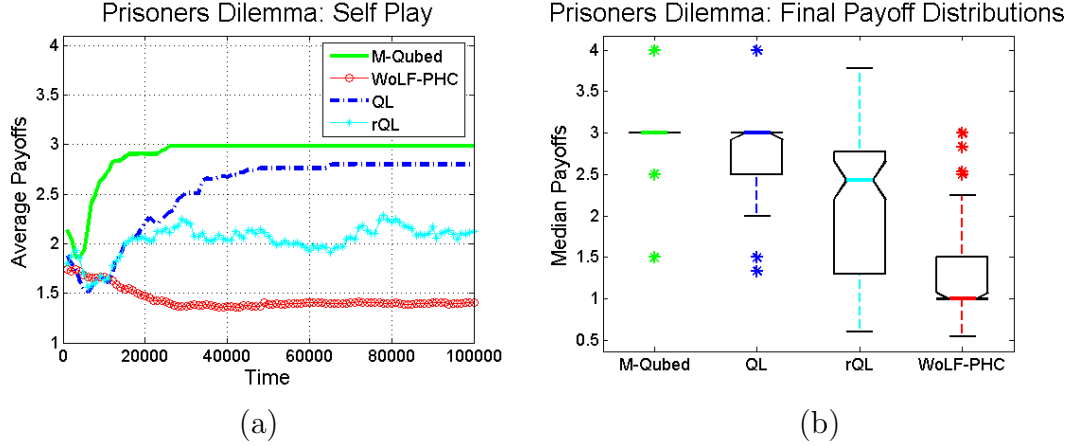 Prisoners Dilemma: Self Play
4
3.5
3
2.5
2
1.5
1
Average Payoffs
M-Qubed
WoLF-PHC
QL
rQL
0 20000 40000 60000 80000 100000
Time
(a)
Prisoners Dilemma: Final Payoff Distributions
4
3.5
3
2.5
2
1.5
1
0.5
Median Payoffs
M-Qubed QL rQL WoLF-PHC
(b)